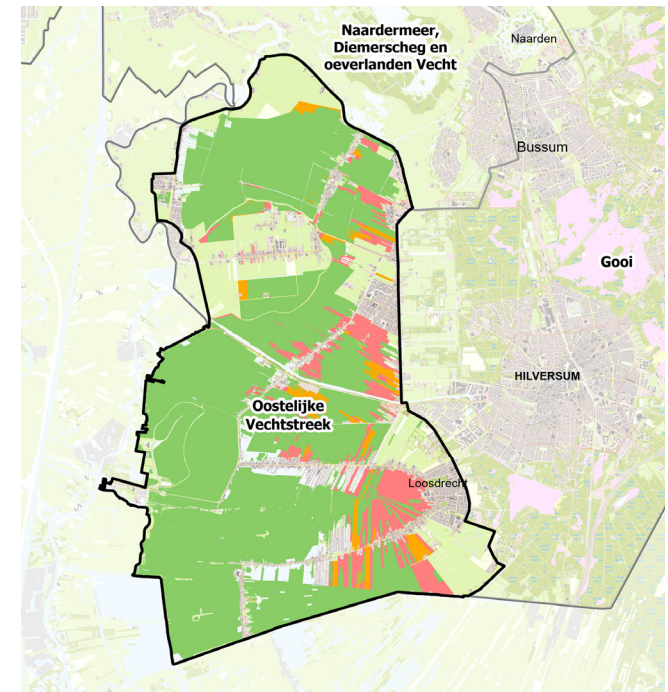 Naardermeer,
Diemerscheg en
oeverlanden Vecht
Naarden
Bussum
Gooi
HILVERSUM
Oostelijke
Vechtstreek
Loosdrecht